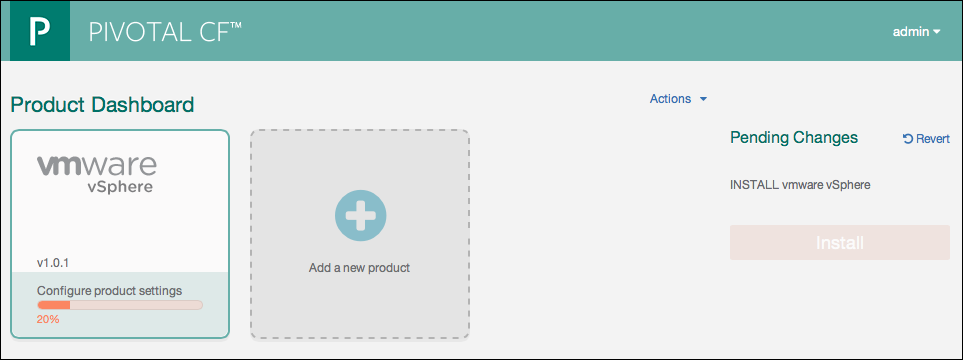 P PIVOTAL CF™
admin
Product Dashboard
Actions
vmware
vSphere
v1.0.1
Configure product settings
20%
Add a new product
Pending Changes
Revert
INSTALL vmware vSphere
Install